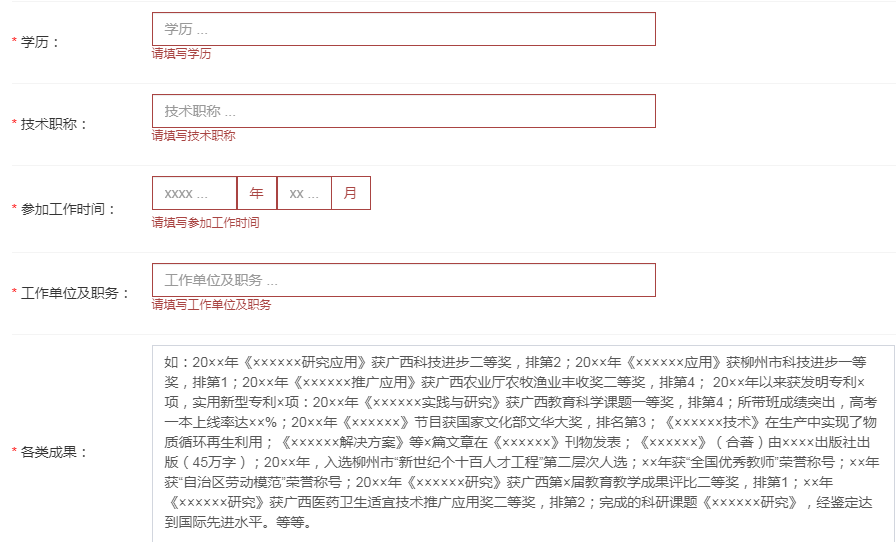 * 学历：
学历 ...
请填写学历
* 技术职称：
技术职称 ...
请填写技术职称
* 参加工作时间：
xxxx ... 年 xx ... 月
请填写参加工作时间
* 工作单位及职务：
工作单位及职务 ...
请填写工作单位及职务
* 各类成果：
如：20××年《××××××研究应用》获广西科技进步二等奖，排第2；20××年《××××××应用》获柳州市科技进步一等
奖，排第1；20××年《××××××推广应用》获广西农业厅农牧渔业丰收奖二等奖，排第4； 20××年以来获发明专利×
项，实用新型专利×项：20××年《××××××实践与研究》获广西教育科学课题一等奖，排第4；所带班成绩突出，高考
一本上线率达××%；20××年《××××××》节目获国家文化部文华大奖，排名第3；《××××××技术》在生产中实现了物
质循环再生利用；《××××××解决方案》等×篇文章在《××××××》刊物发表；《××××××》（合著）由××××出版社出
版（45万字）；20××年，入选柳州市“新世纪个十百人才工程”第二层次人选；××年获“全国优秀教师”荣誉称号；××年
获“自治区劳动模范”荣誉称号；20××年《××××××研究》获广西第×届教育教学成果评比二等奖，排第1；××年
《××××××研究》获广西医药卫生适宜技术推广应用奖二等奖，排第2；完成的科研课题《××××××研究》，经鉴定达
到国际先进水平。等等。